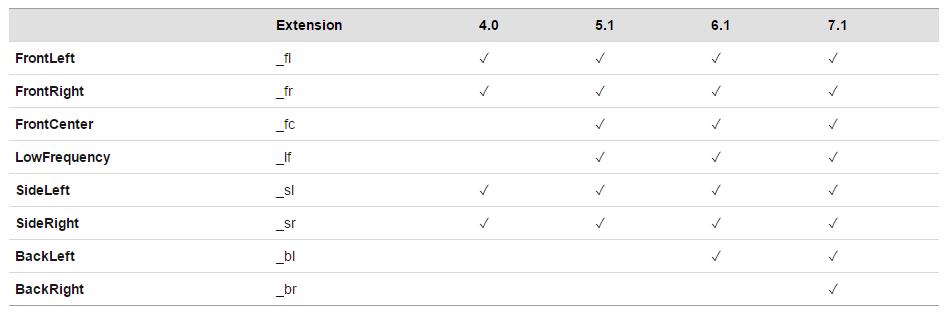 Extension 4.0 5.1 6.1 7.1
FrontLeft _fl ✓ ✓ ✓ ✓
FrontRight _fr ✓ ✓ ✓ ✓
FrontCenter _fc ✓ ✓ ✓
LowFrequency _lf ✓ ✓ ✓
SideLeft _sl ✓ ✓ ✓ ✓
SideRight _sr ✓ ✓ ✓ ✓
BackLeft _bl ✓ ✓
BackRight _br ✓